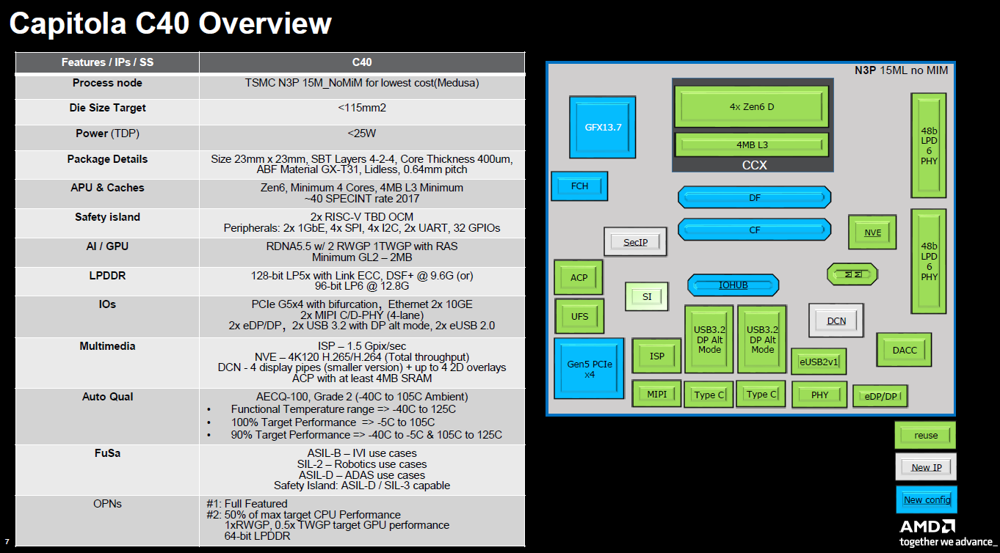 Capitola C40 Overview
Features / IPs / SS
C40
Process node
TSMC N3P 15M_NoMiM for lowest cost(Medusa)
Die Size Target
<115mm2
Power (TDP)
<25W
Package Details
Size 23mm x 23mm, SBT Layers 4-2-4, Core Thickness 400um,
ABF Material GX-T31, Lidless, 0.64mm pitch
APU & Caches
Zen6, Minimum 4 Cores, 4MB L3 Minimum
~40 SPECINT rate 2017
Safety island
2x RISC-V TBD OCM
Peripherals: 2x 1GbE, 4x SPI, 4x I2C, 2x UART, 32 GPIOs
AI / GPU
RDNA5.5 w/ 2 RWGP 1TWGP with RAS
Minimum GL2 – 2MB
LPDDR
128-bit LP5x with Link ECC, DSF+ @ 9.6G (or)
96-bit LP6 @ 12.8G
IOs
PCIe G5x4 with bifurcation, Ethernet 2x 10GE
2x MIPI C/D-PHY (4-lane)
2x eDP/DP, 2x USB 3.2 with DP alt mode, 2x eUSB 2.0
Multimedia
ISP – 1.5 Gpix/sec
NVE – 4K120 H.265/H.264 (Total throughput)
DCN - 4 display pipes (smaller version) + up to 4 2D overlays
ACP with at least 4MB SRAM
Auto Qual
AECQ-100, Grade 2 (-40C to 105C Ambient)
• Functional Temperature range => -40C to 125C
• 100% Target Performance => -5C to 105C
• 90% Target Performance => -40C to -5C & 105C to 125C
FuSa
ASIL-B – IVI use cases
SIL-2 – Robotics use cases
ASIL-D – ADAS use cases
Safety Island: ASIL-D / SIL-3 capable
OPNs
#1: Full Featured
#2: 50% of max target CPU Performance
1xRWGP, 0.5x TWGP target GPU performance
64-bit LPDDR
7
N3P 15ML no MIM
GFX13.7
4x Zen6 D
4MB L3
CCX
48b
LPD
6
PHY
FCH
DF
CF
SecIP
NVE
48b
LPD
6
PHY
ACP
MM
SI
IOHUB
UFS
DCN
USB3.2
DP Alt
Mode
USB3.2
DP Alt
Mode
Gen5 PCIe
x4
ISP
eUSB2v1
DACC
MIPI
Type C
Type C
PHY
eDP/DP
reuse
New IP
New config
AMD
together we advance_